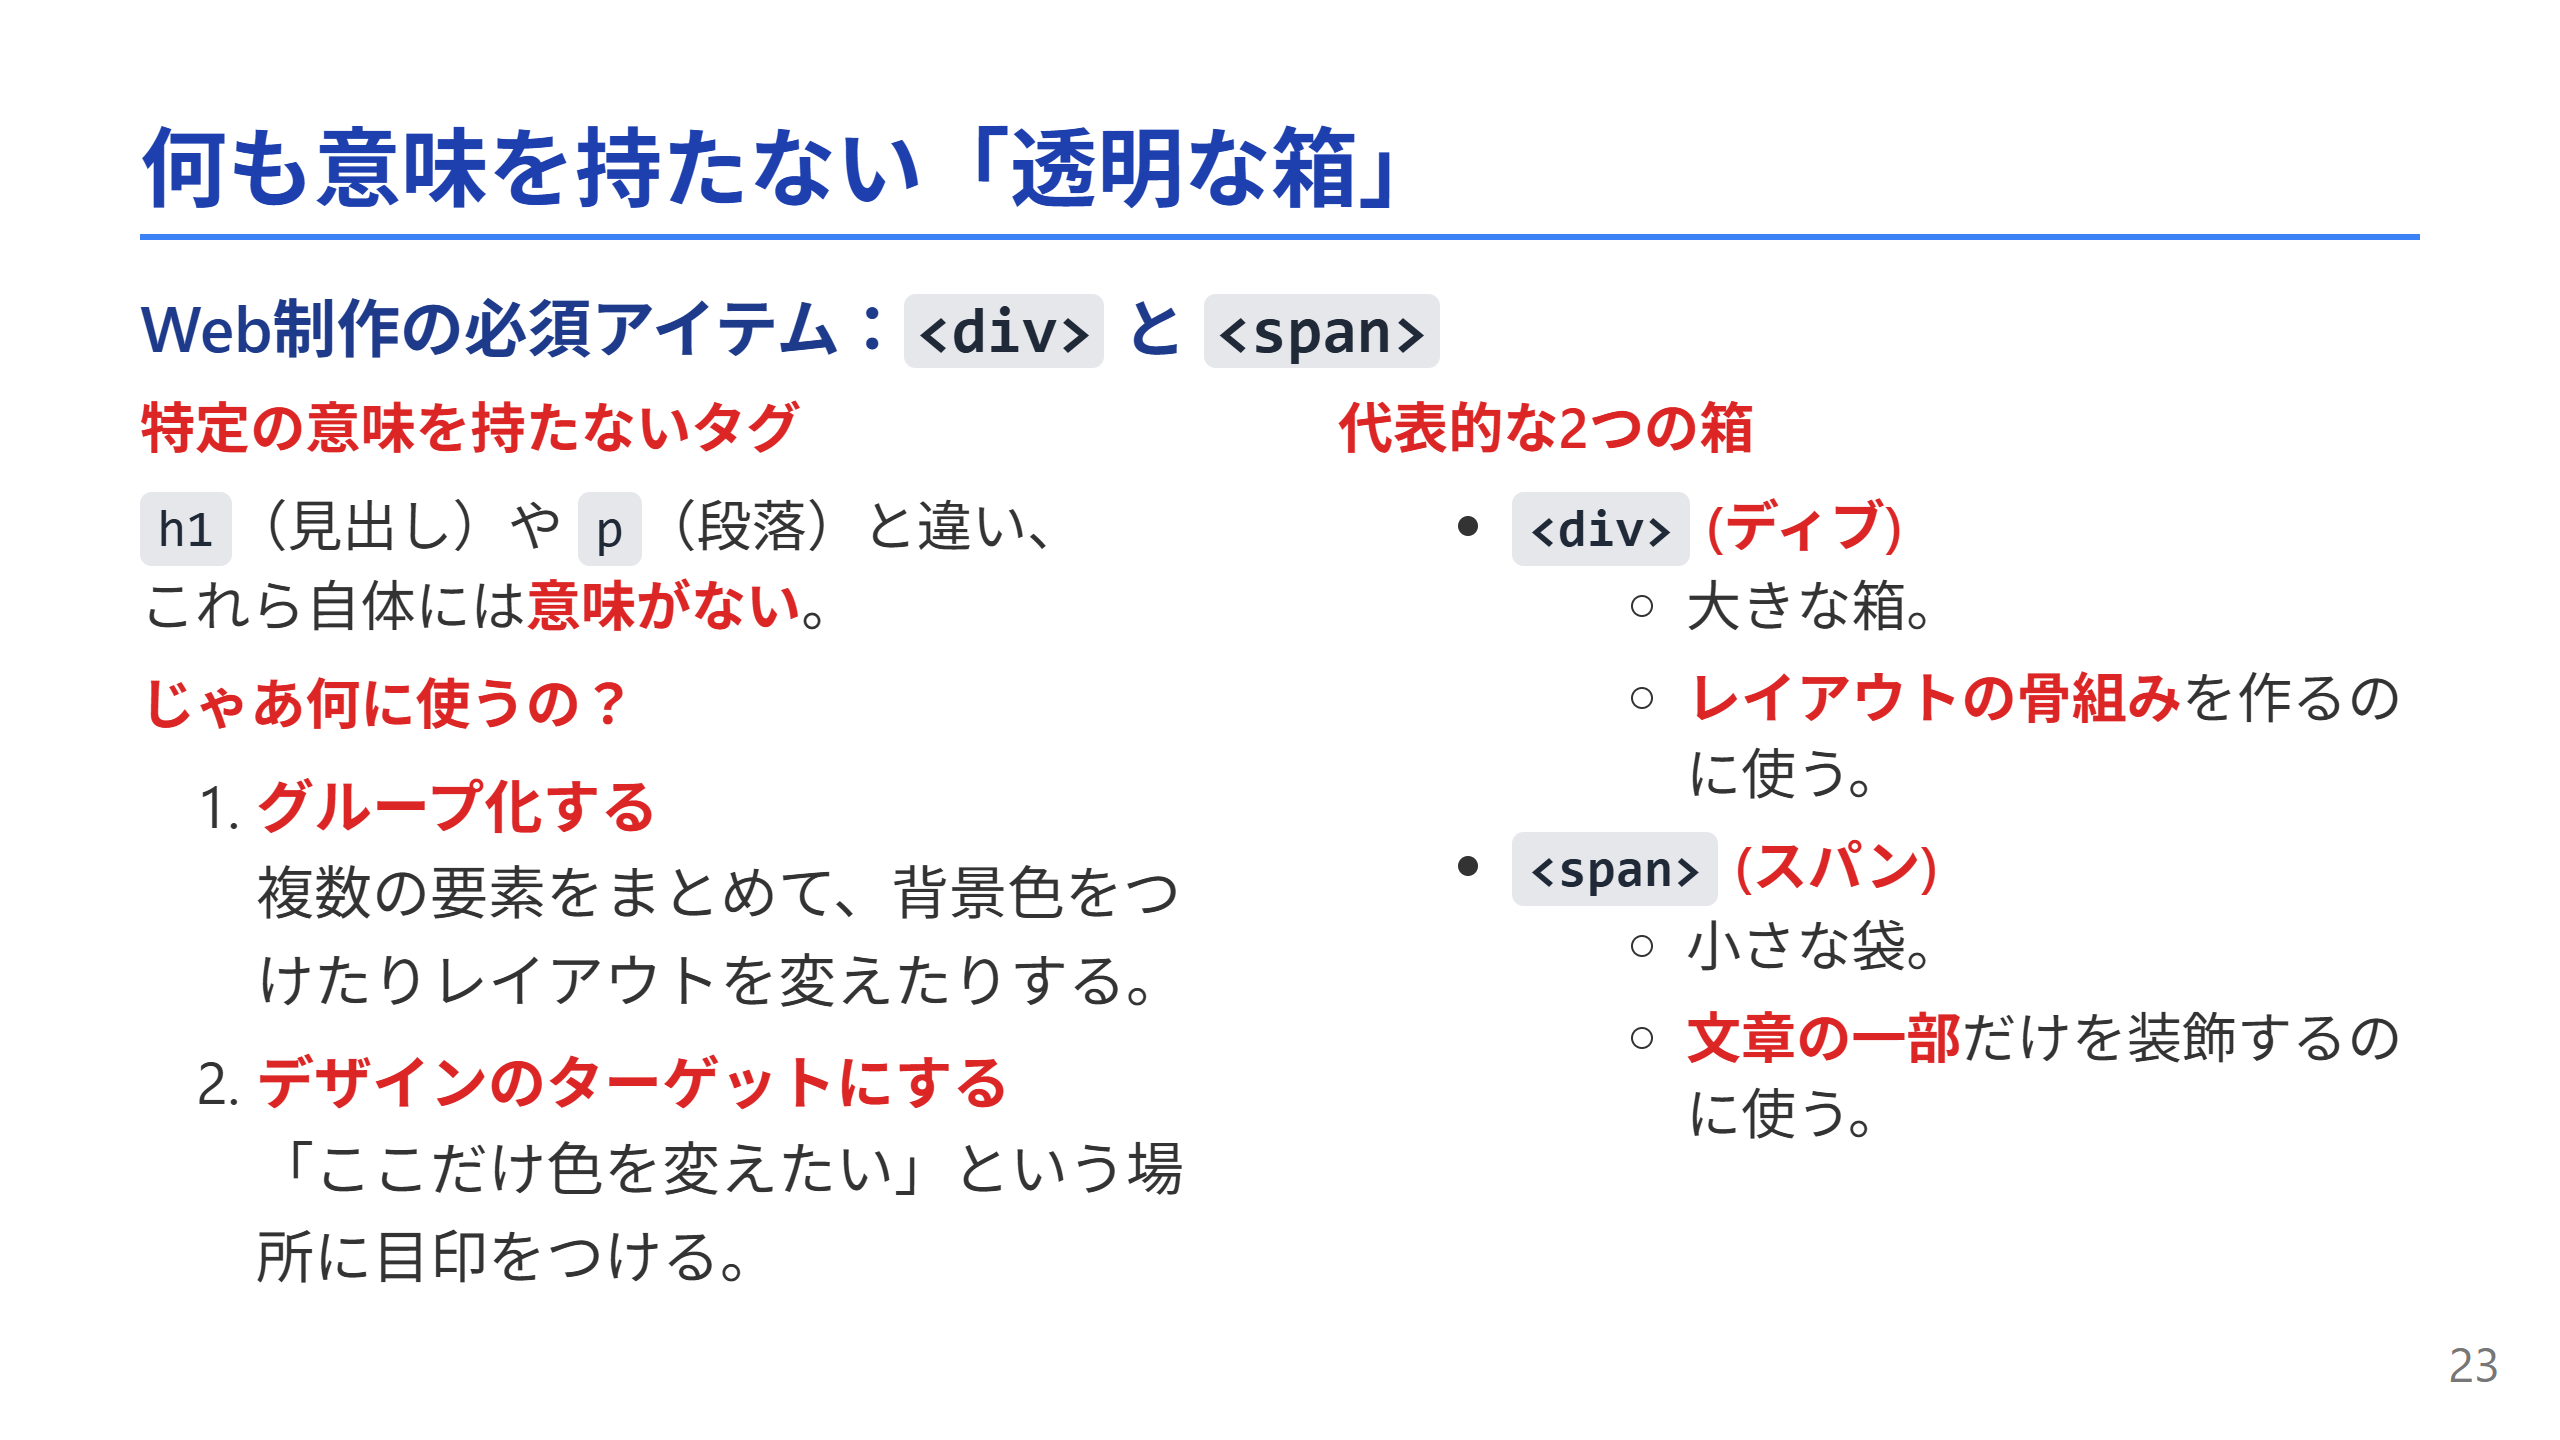 何も意味を持たない「透明な箱」
Web制作の必須アイテム：<div> と <span>
特定の意味を持たないタグ
h1（見出し）や p（段落）と違い、
これら自体には意味がない。
じゃあ何に使うの？
1. グループ化する
複数の要素をまとめて、背景色をつ
けたりレイアウトを変えたりする。
2. デザインのターゲットにする
「ここだけ色を変えたい」という場
所に目印をつける。
代表的な2つの箱
• <div> (ディブ)
○ 大きな箱。
○ レイアウトの骨組みを作るの
に使う。
• <span> (スパン)
○ 小さな袋。
○ 文章の一部だけを装飾するの
に使う。
23